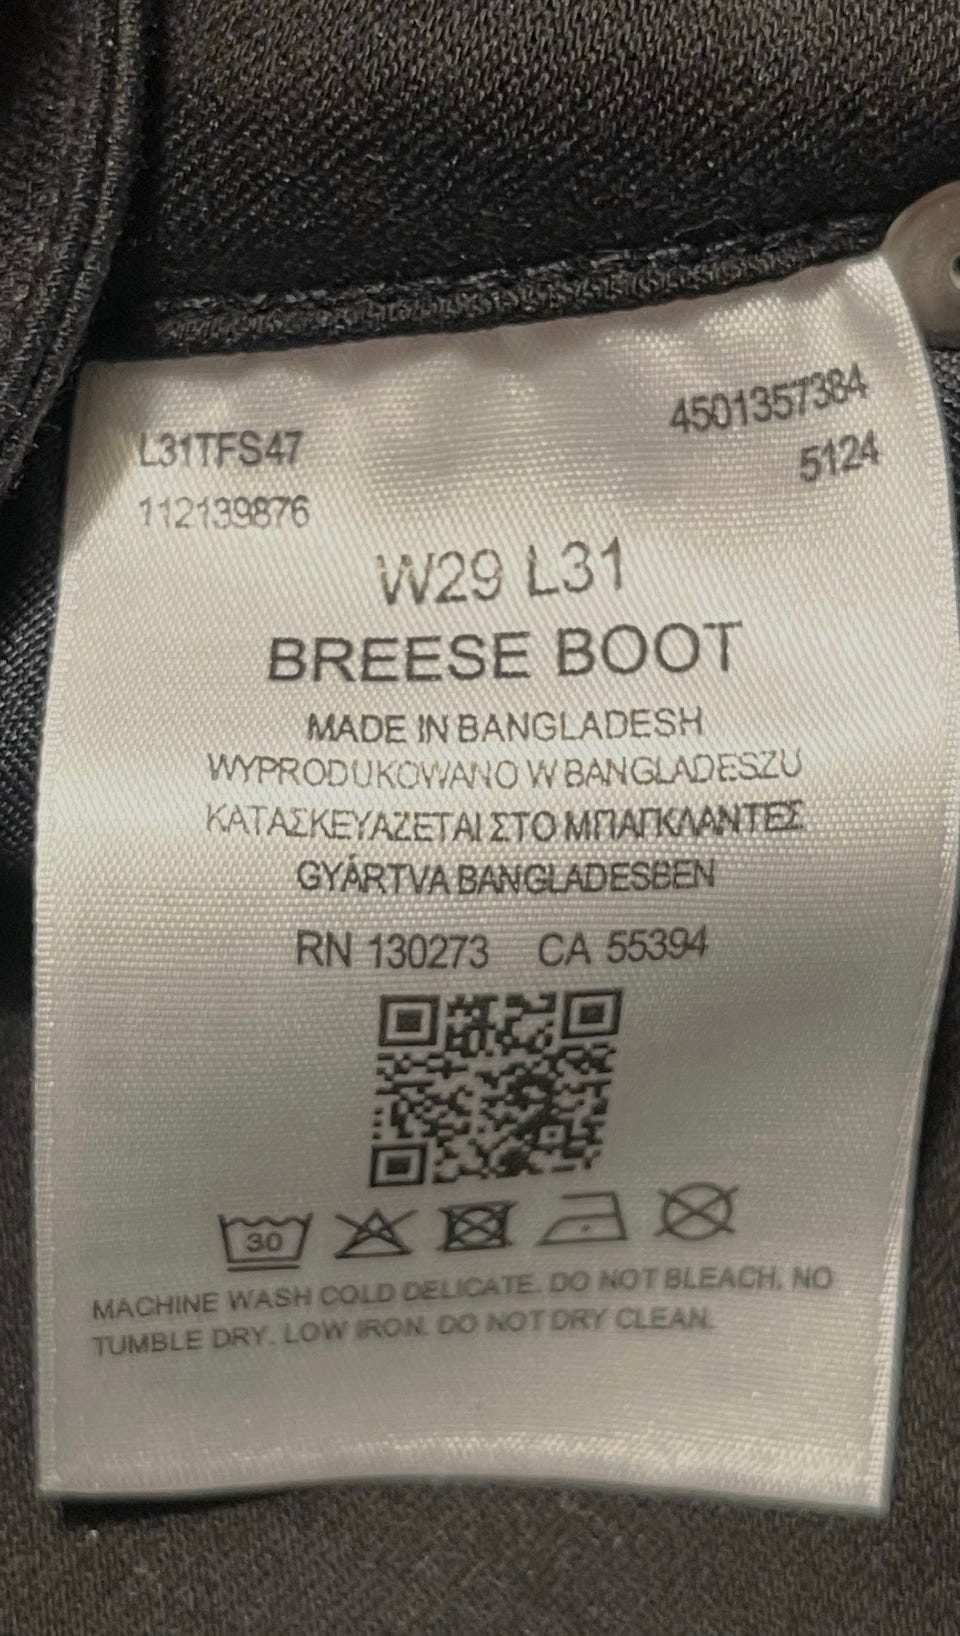 L31TFS47
112139876
4501357384
5124
W29 L31
BREESE BOOT
MADE IN BANGLADESH
WYPRODUKOWANO W BANGLADESZU
ΚΑΤΑΣΚΕΥΑΖΕΤΑΙ ΣΤΟ ΜΠΑΓΚΛΑΝΤΕΣ
GYÁRTVA BANGLADESBEN
RN 130273 CA 55394
30
MACHINE WASH COLD DELICATE. DO NOT BLEACH. NO
TUMBLE DRY. LOW IRON. DO NOT DRY CLEAN.